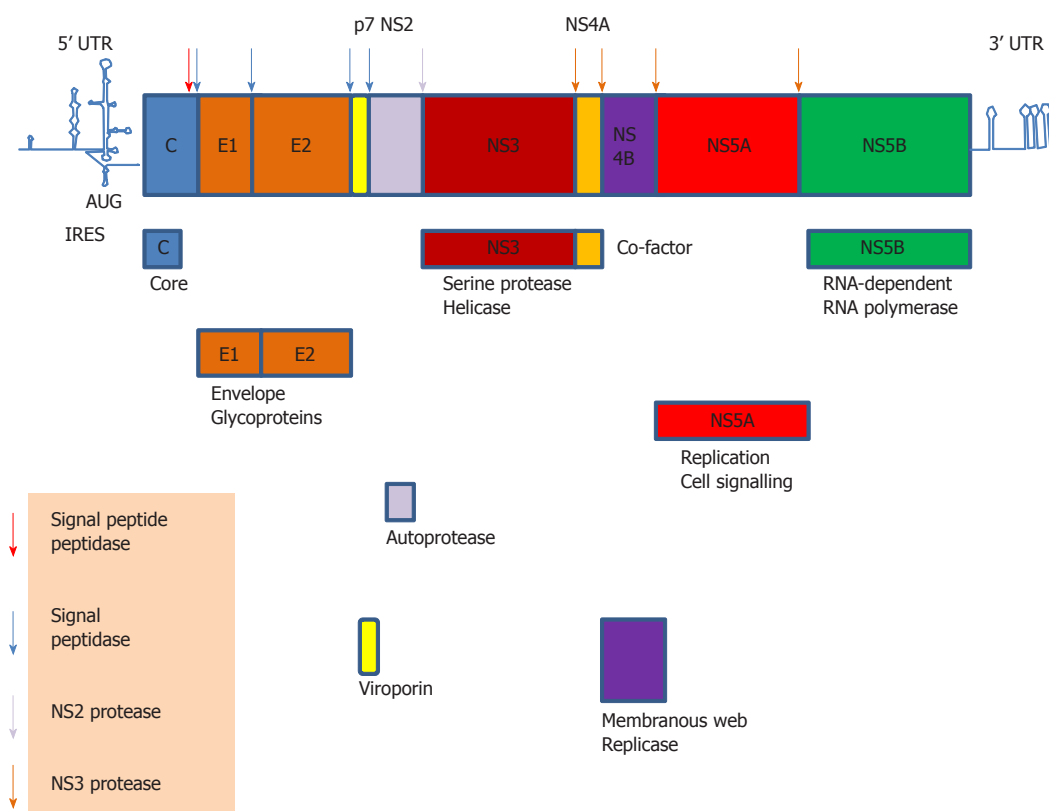 p7 NS2
NS4A
5′ UTR
3′ UTR
C
E1
E2
NS3
NS
4B
NS5A
NS5B
AUG
IRES
C
Core
NS3
Co-factor
Serine protease
Helicase
NS5B
RNA-dependent
RNA polymerase
E1
E2
Envelope
Glycoproteins
NS5A
Replication
Cell signalling
Autoprotease
Viroporin
Membranous web
Replicase
Signal peptide
peptidase
Signal
peptidase
NS2 protease
NS3 protease